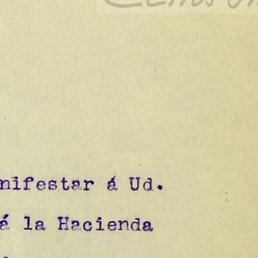 nifestar á Ud.
á la Hacienda